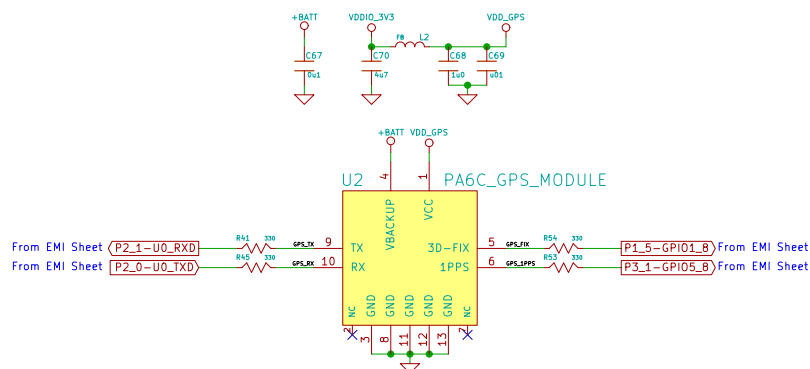 +BATT
VDDIO_3V3
VDD_GPS
FB
L2
C67
0u1
C70
4u7
C68
1u0
C69
u01
+BATT
VDD_GPS
4
1
U2
PA6C_GPS_MODULE
VBACKUP
VCC
From EMI Sheet
P2_1-U0_RXD
R41
330
GPS_TX
9
TX
3D-FIX
5
GPS_FIX
R54
330
P1_5-GPIO1_8
From EMI Sheet
From EMI Sheet
P2_0-U0_TXD
R45
330
GPS_RX
10
RX
1PPS
6
GPS_1PPS
R53
330
P3_1-GPIO5_8
From EMI Sheet
NC
GND
GND
GND
GND
GND
NC
2
3
8
11
12
13
7